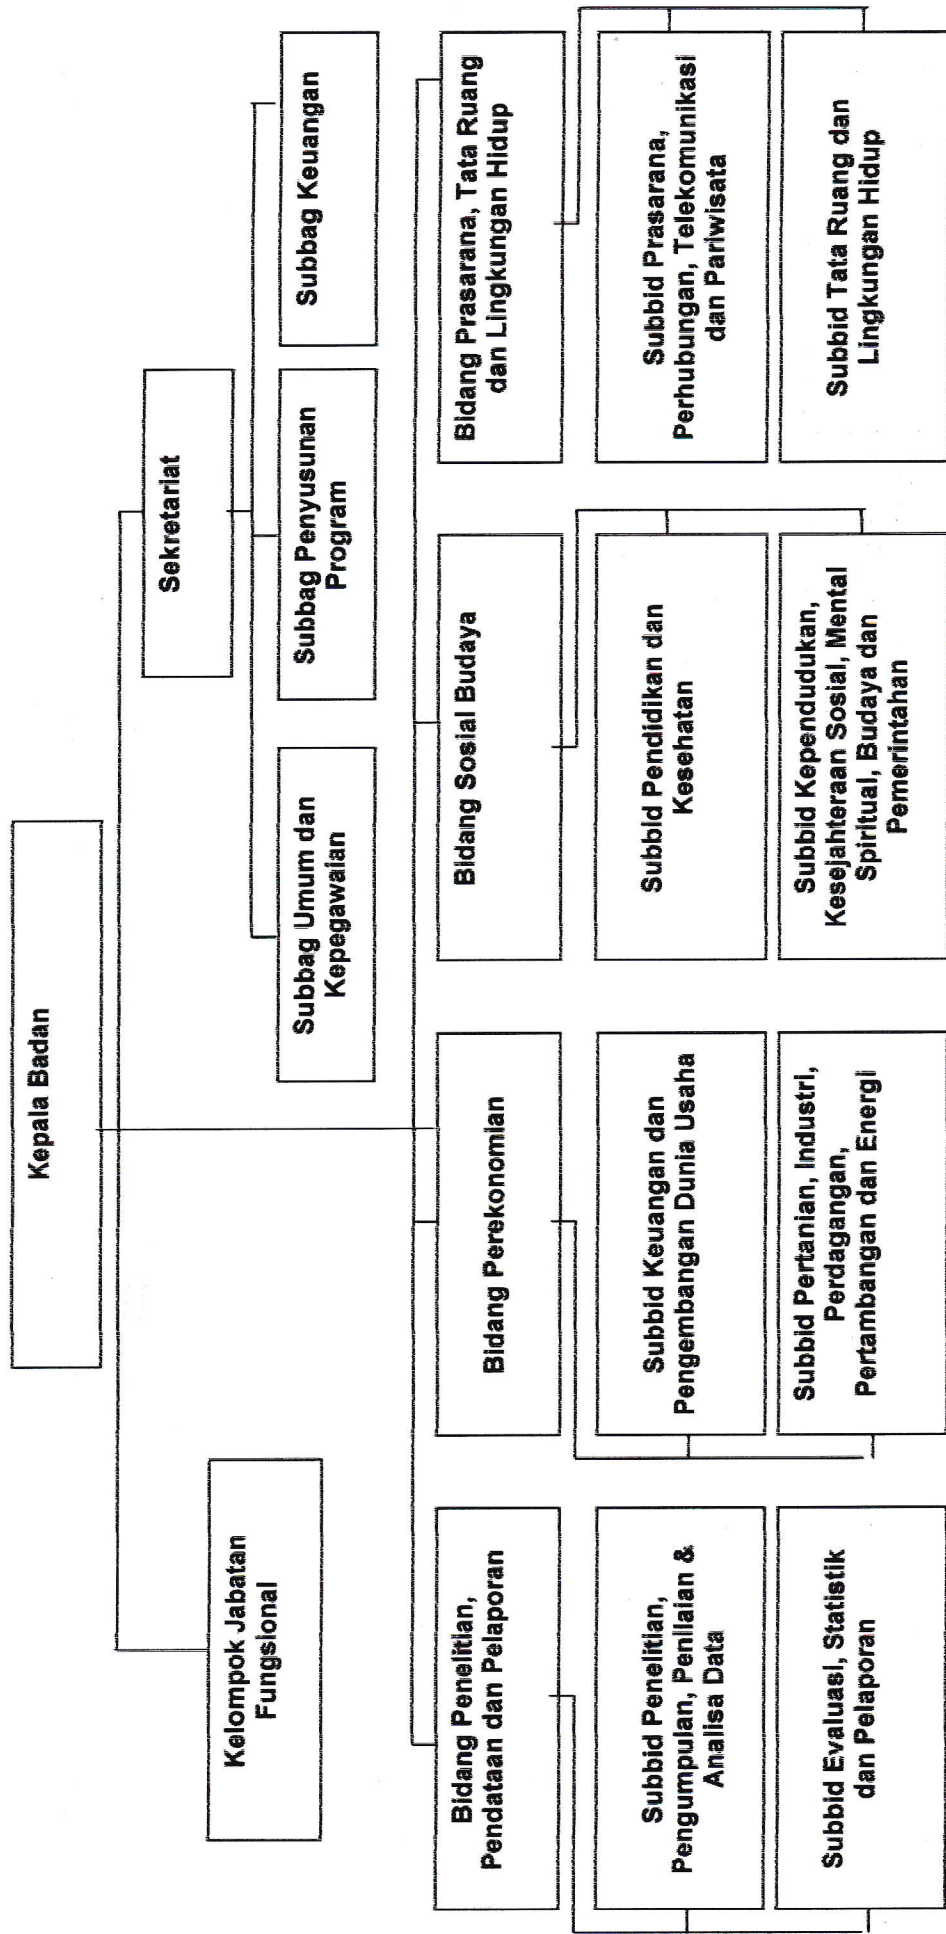 Kepala Badan
Kelompok Jabatan
Fungsional
Sekretariat
Subbag Umum dan
Kepegawaian
Subbag Penyusunan
Program
Subbag Keuangan
Bidang Penelitian,
Pendataan dan Pelaporan
Bidang Perekonomian
Bidang Sosial Budaya
Bidang Prasarana, Tata Ruang
dan Lingkungan Hidup
Subbid Penelitian,
Pengumpulan, Penilaian &
Analisa Data
Subbid Keuangan dan
Pengembangan Dunia Usaha
Subbid Pendidikan dan
Kesehatan
Subbid Prasarana,
Perhubungan, Telekomunikasi
dan Pariwisata
Subbid Evaluasi, Statistik
dan Pelaporan
Subbid Pertanian, Industri,
Perdagangan,
Pertambangan dan Energi
Subbid Kependudukan,
Kesejahteraan Sosial, Mental
Spiritual, Budaya dan
Pemerintahan
Subbid Tata Ruang dan
Lingkungan Hidup